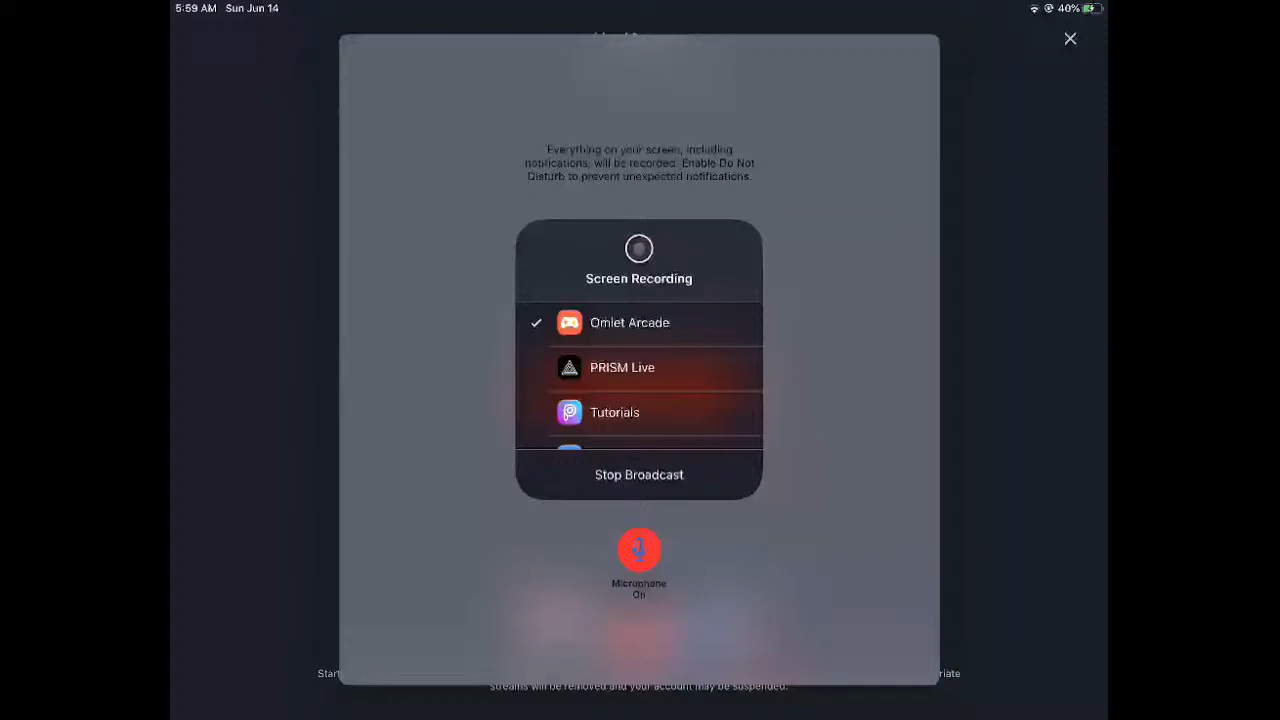 5:59 AM Sun Jun 14
40%
Everything on your screen, including
notifications, will be recorded. Enable Do Not
Disturb to prevent unexpected notifications.
Screen Recording
Omlet Arcade
PRISM Live
Tutorials
Stop Broadcast
Microphone
On
Streams will be removed and your account may be suspended.